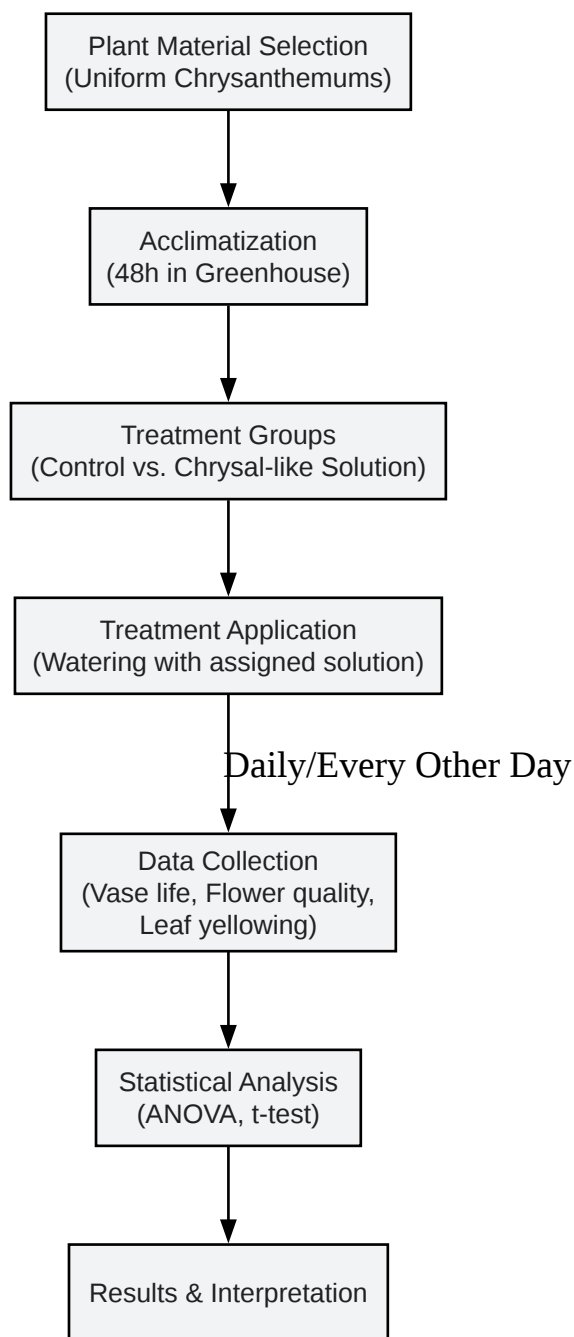 Plant Material Selection
(Uniform Chrysanthemums)
Acclimatization
(48h in Greenhouse)
Treatment Groups
(Control vs. Chrysal-like Solution)
Treatment Application
(Watering with assigned solution)
Daily/Every Other Day
Data Collection
(Vase life, Flower quality,
Leaf yellowing)
Statistical Analysis
(ANOVA, t-test)
Results & Interpretation